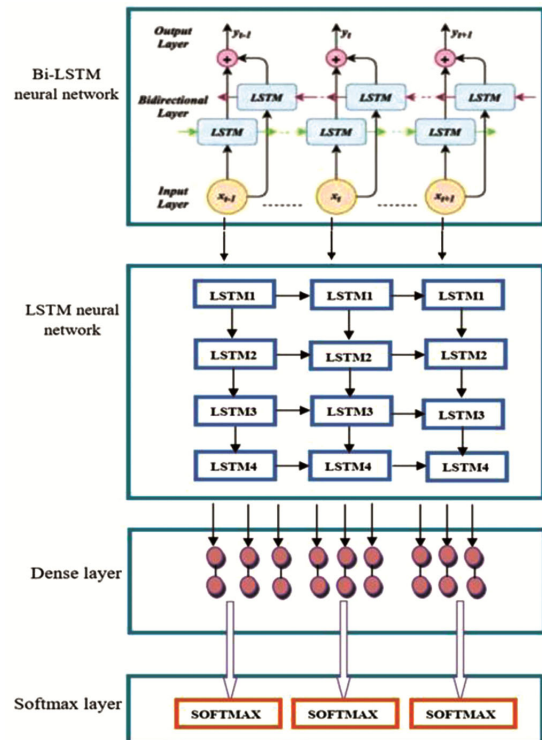 Output
Layer
y_{t-1}
y_t
y_{t+1}
+
+
+
Bi-LSTM
neural network
LSTM
LSTM
LSTM
Bidirectional
Layer
LSTM
LSTM
LSTM
Input
Layer
x_{t-1}
x_t
x_{t+1}
LSTM neural
network
LSTM1
LSTM1
LSTM1
LSTM2
LSTM2
LSTM2
LSTM3
LSTM3
LSTM3
LSTM4
LSTM4
LSTM4
Dense layer
Softmax layer
SOFTMAX
SOFTMAX
SOFTMAX